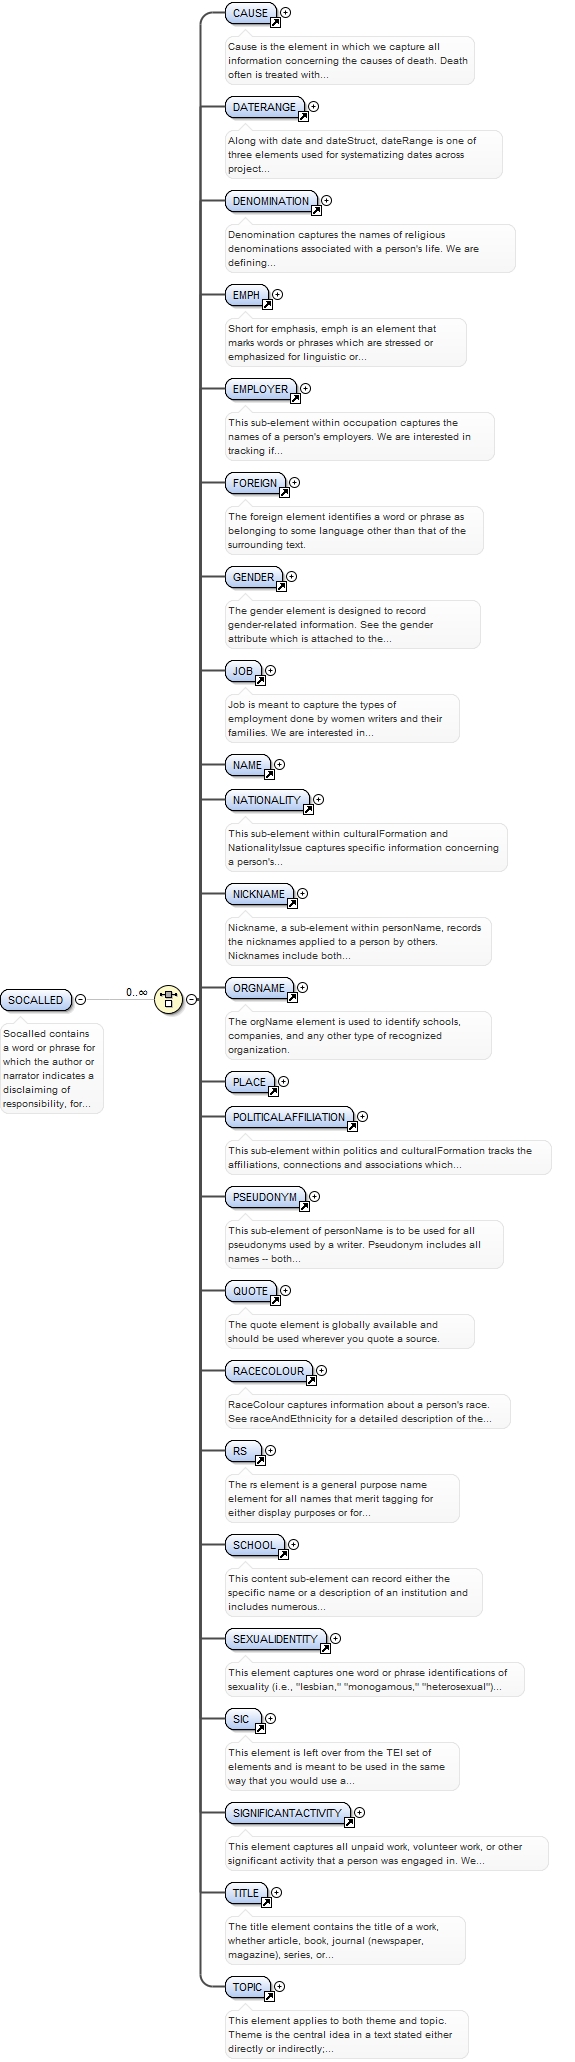 CAUSE
Cause is the element in which we capture all
information concerning the causes of death. Death
often is treated with...
DATERANGE
Along with date and dateStruct, dateRange is one of
three elements used for systematizing dates across
project...
DENOMINATION
Denomination captures the names of religious
denominations associated with a person's life. We are
defining...
EMPH
Short for emphasis, emph is an element that
marks words or phrases which are stressed or
emphasized for linguistic or...
EMPLOYER
This sub-element within occupation captures the
names of a person's employers. We are interested in
tracking if...
FOREIGN
The foreign element identifies a word or phrase as
belonging to some language other than that of the
surrounding text.
GENDER
The gender element is designed to record
gender-related information. See the gender
attribute which is attached to the...
JOB
Job is meant to capture the types of
employment done by women writers and their
families. We are interested in...
NAME
NATIONALITY
This sub-element within culturalFormation and
NationalityIssue captures specific information concerning
a person's...
NICKNAME
Nickname, a sub-element within personName, records
the nicknames applied to a person by others.
Nicknames include both...
SOCALLED
0..∞
Socalled contains
a word or phrase for
which the author or
narrator indicates a
disclaiming of
responsibility, for...
ORGNAME
The orgName element is used to identify schools,
companies, and any other type of recognized
organization.
PLACE
POLITICALAFFILIATION
This sub-element within politics and culturalFormation tracks the
affiliations, connections and associations which...
PSEUDONYM
This sub-element of personName is to be used for all
pseudonyms used by a writer. Pseudonym includes all
names -- both...
QUOTE
The quote element is globally available and
should be used wherever you quote a source.
RACECOLOUR
RaceColour captures information about a person's race.
See raceAndEthnicity for a detailed description of the...
RS
The rs element is a general purpose name
element for all names that merit tagging for
either display purposes or for...
SCHOOL
This content sub-element can record either the
specific name or a description of an institution and
includes numerous...
SEXUALIDENTITY
This element captures one word or phrase identifications of
sexuality (i.e., "lesbian," "monogamous," "heterosexual")...
SIC
This element is left over from the TEI set of
elements and is meant to be used in the same
way that you would use a...
SIGNIFICANTACTIVITY
This element captures all unpaid work, volunteer work, or other
significant activity that a person was engaged in. We...
TITLE
The title element contains the title of a work,
whether article, book, journal (newspaper,
magazine), series, or...
TOPIC
This element applies to both theme and topic.
Theme is the central idea in a text stated either
directly or indirectly;...